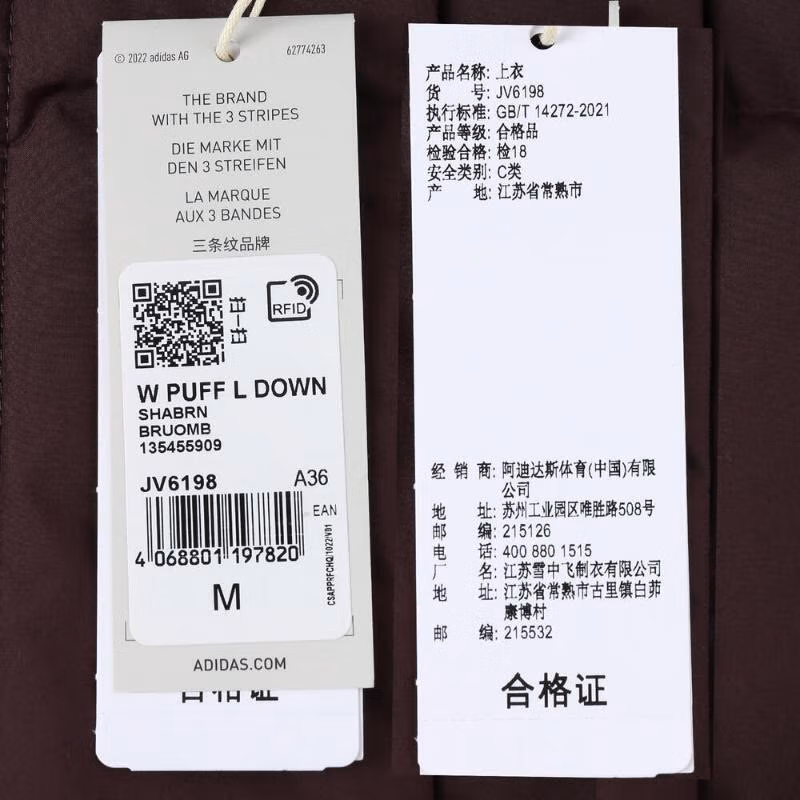 © 2022 adidas AG
62774263
THE BRAND
WITH THE 3 STRIPES
DIE MARKE MIT
DEN 3 STREIFEN
LA MARQUE
AUX 3 BANDES
三条纹品牌
扫一扫
RFID
W PUFF L DOWN
SHABRN
BRUOMB
135455909
JV6198
A36
EAN
4 068801 197820
CSAPPRFCHQ/1022/V01
M
ADIDAS.COM
合格证
产品名称: 上衣
货 号: JV6198
执行标准: GB/T 14272-2021
产品等级: 合格品
检验合格: 检18
安全类别: C类
产 地: 江苏省常熟市
经 销 商: 阿迪达斯体育(中国)有限
公司
地 址: 苏州工业园区唯胜路508号
邮 编: 215126
电 话: 400 880 1515
厂 名: 江苏雪中飞制衣有限公司
地 址: 江苏省常熟市古里镇白茆
康博村
邮 编: 215532
合格证